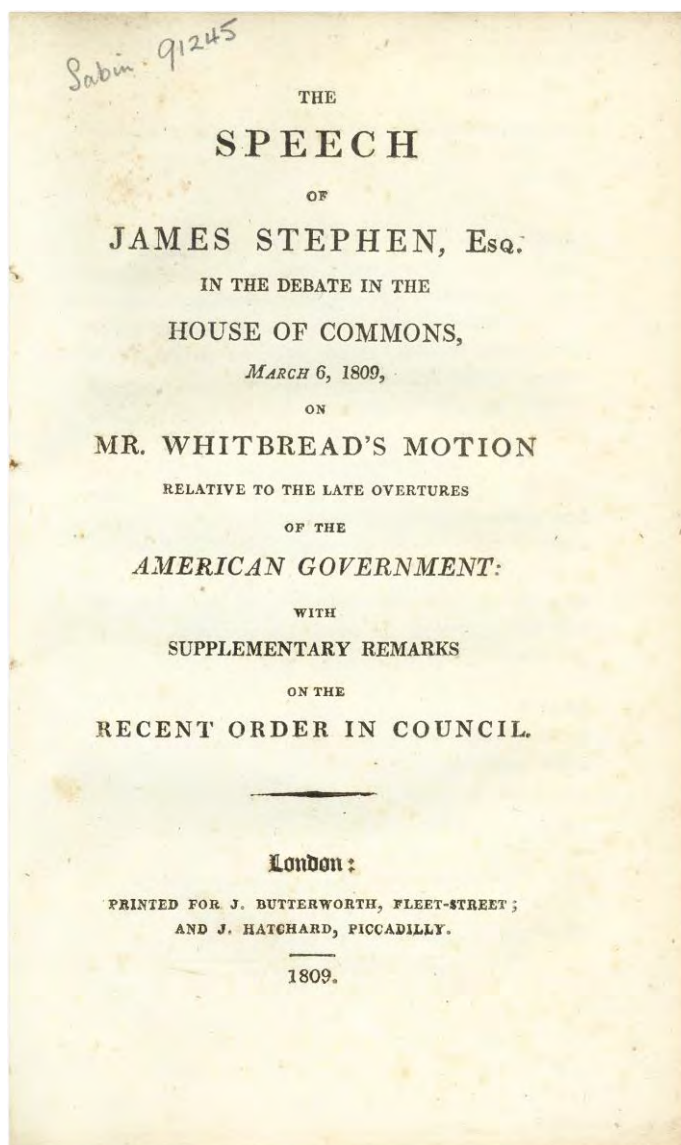 Sabin. 91245
THE
SPEECH
OF
JAMES STEPHEN, Esq.
IN THE DEBATE IN THE
HOUSE OF COMMONS,
MARCH 6, 1809,
ON
MR. WHITBREAD'S MOTION
RELATIVE TO THE LATE OVERTURES
OF THE
AMERICAN GOVERNMENT:
WITH
SUPPLEMENTARY REMARKS
ON THE
RECENT ORDER IN COUNCIL.
London:
PRINTED FOR J. BUTTERWORTH, FLEET-STREET;
AND J. HATCHARD, PICCADILLY.
1809.